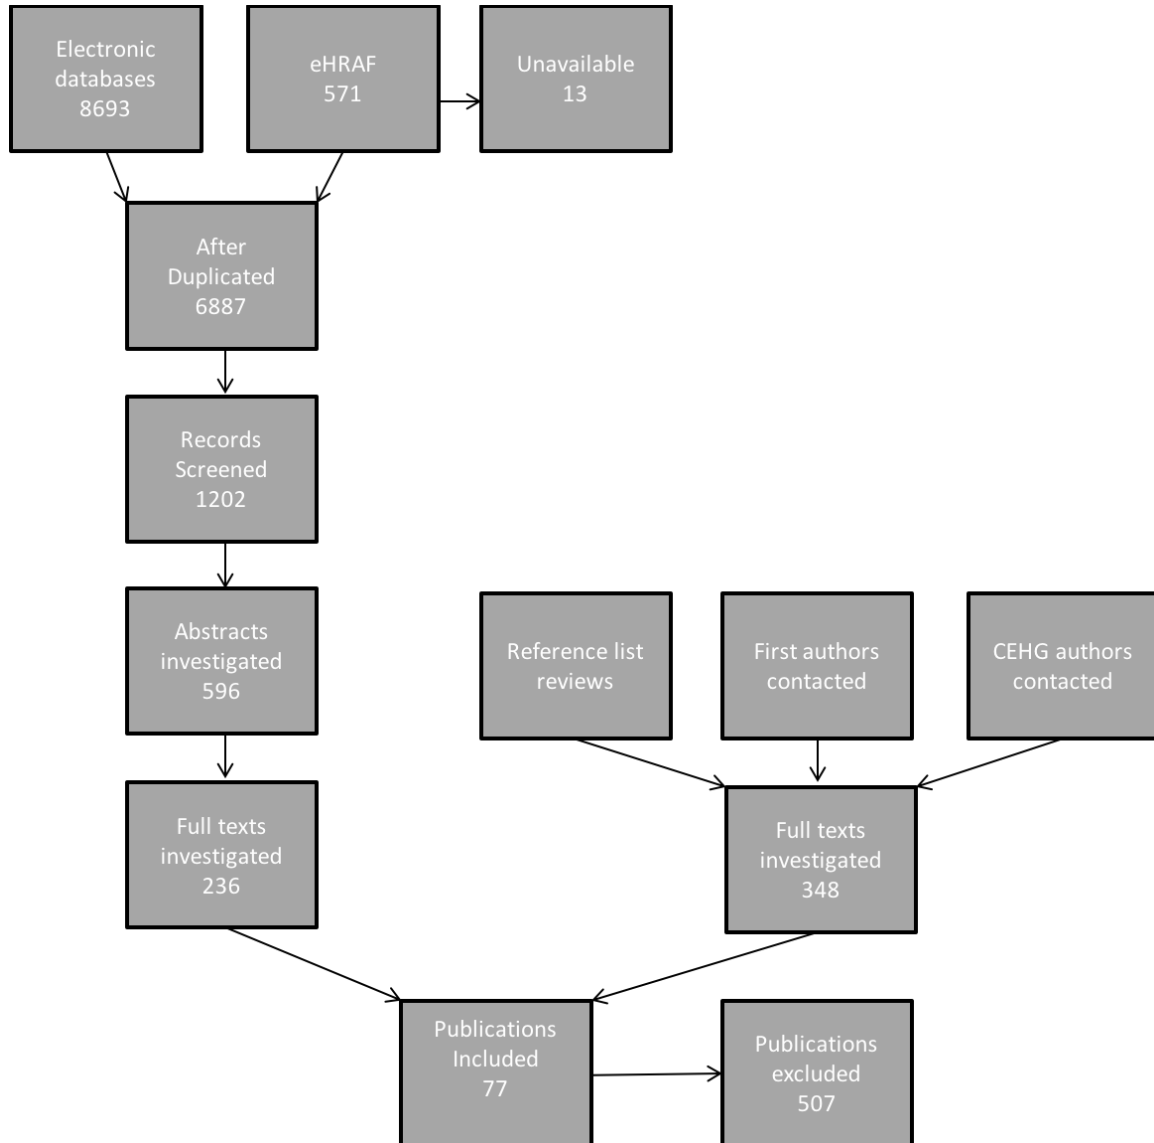 Electronic
databases
8693
eHRAF
571
Unavailable
13
After
Duplicated
6887
Records
Screened
1202
Abstracts
investigated
596
Reference list
reviews
First authors
contacted
CEHG authors
contacted
Full texts
investigated
236
Full texts
investigated
348
Publications
Included
77
Publications
excluded
507